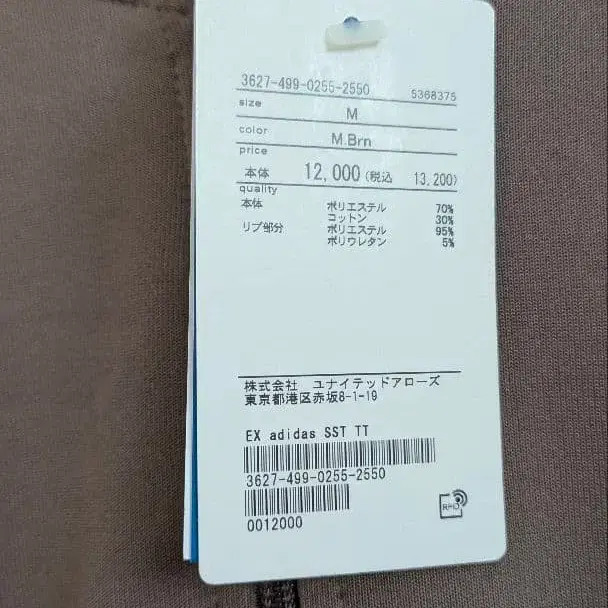 3627-499-0255-2550 5368375
size
M
color
M.Brn
price
本体 12,000 (税込 13,200)
quality
本体 ポリエステル 70%
コットン 30%
リブ部分 ポリエステル 95%
ポリウレタン 5%
株式会社 ユナイテッドアローズ
東京都港区赤坂8-1-19
EX adidas SST TT
3627-499-0255-2550
0012000
RFID